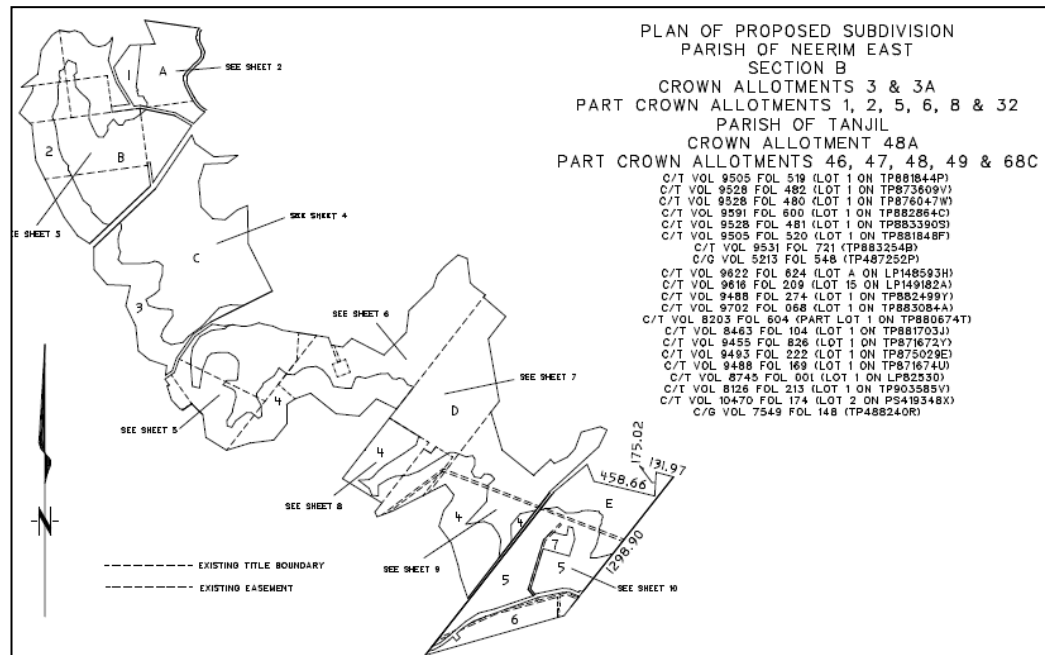 PLAN OF PROPOSED SUBDIVISION
PARISH OF NEERIM EAST
SECTION B
CROWN ALLOTMENTS 3 & 3A
PART CROWN ALLOTMENTS 1, 2, 5, 6, 8 & 32
PARISH OF TANJIL
CROWN ALLOTMENT 48A
PART CROWN ALLOTMENTS 46, 47, 48, 49 & 68C
C/T VOL 9505 FOL 519 (LOT 1 ON TP881844P)
C/T VOL 9528 FOL 482 (LOT 1 ON TP873609V)
C/T VOL 9528 FOL 480 (LOT 1 ON TP876047W)
C/T VOL 9591 FOL 600 (LOT 1 ON TP882864C)
C/T VOL 9528 FOL 481 (LOT 1 ON TP883390S)
C/T VOL 9505 FOL 520 (LOT 1 ON TP881848F)
C/T VOL 9531 FOL 721 (TP883254B)
C/G VOL 5213 FOL 548 (TP487252P)
C/T VOL 9622 FOL 624 (LOT A ON LP148593H)
C/T VOL 9616 FOL 209 (LOT 15 ON LP149182A)
C/T VOL 9488 FOL 274 (LOT 1 ON TP882499Y)
C/T VOL 9702 FOL 068 (LOT 1 ON TP883084A)
C/T VOL 8203 FOL 604 (PART LOT 1 ON TP880674T)
C/T VOL 8463 FOL 104 (LOT 1 ON TP881703J)
C/T VOL 9455 FOL 826 (LOT 1 ON TP871672Y)
C/T VOL 9493 FOL 222 (LOT 1 ON TP875029E)
C/T VOL 9488 FOL 169 (LOT 1 ON TP871674U)
C/T VOL 8745 FOL 001 (LOT 1 ON LP82530)
C/T VOL 8126 FOL 213 (LOT 1 ON TP903585V)
C/T VOL 10470 FOL 174 (LOT 2 ON PS419348X)
C/G VOL 7549 FOL 148 (TP488240R)
1
A
SEE SHEET 2
2
B
EE SHEET 3
SEE SHEET 4
C
3
SEE SHEET 6
SEE SHEET 7
4
D
SEE SHEET 5
4
SEE SHEET 8
175.02
131.97
458.66
E
4
4
7
1298.90
SEE SHEET 9
5
5
SEE SHEET 10
6
N
EXISTING TITLE BOUNDARY
EXISTING EASEMENT